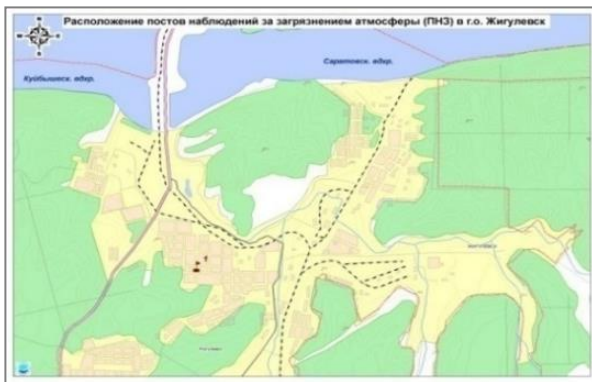 Расположение постов наблюдений за загрязнением атмосферы (ПНЗ) в г.о. Жигулевск
Саратовск. вдхр.
Куйбышевск. вдхр.